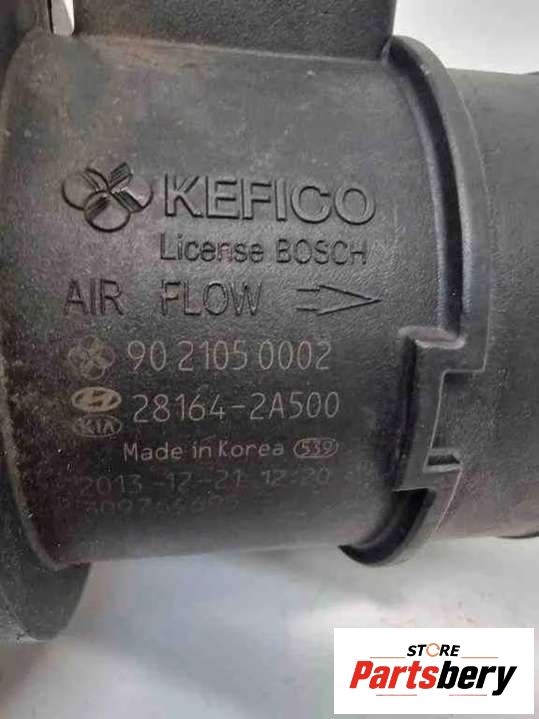 KEFICO
License BOSCH
AIR FLOW
90 2105 0002
28164-2A500
KIA
Made in Korea 539
2013-12-21 12:20
STORE
Partsbery